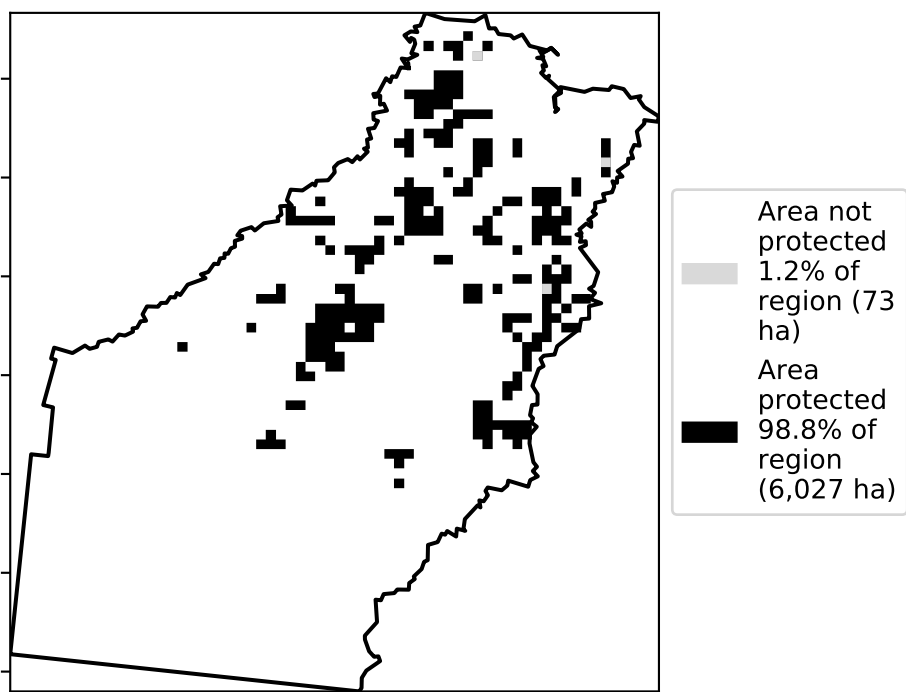 Area not
protected
1.2% of
region (73
ha)
Area
protected
98.8% of
region
(6,027 ha)